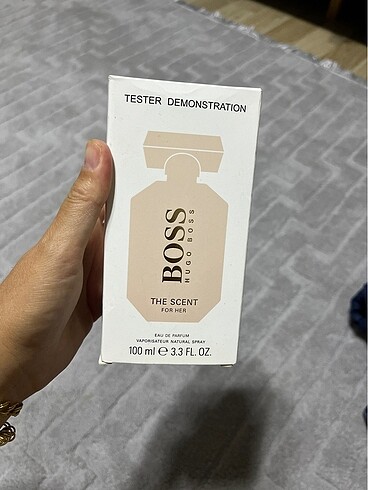 TESTER DEMONSTRATION
BOSS
HUGO BOSS
THE SCENT
FOR HER
EAU DE PARFUM
VAPORISATEUR NATURAL SPRAY
100 ml ℮ 3.3 FL. OZ.